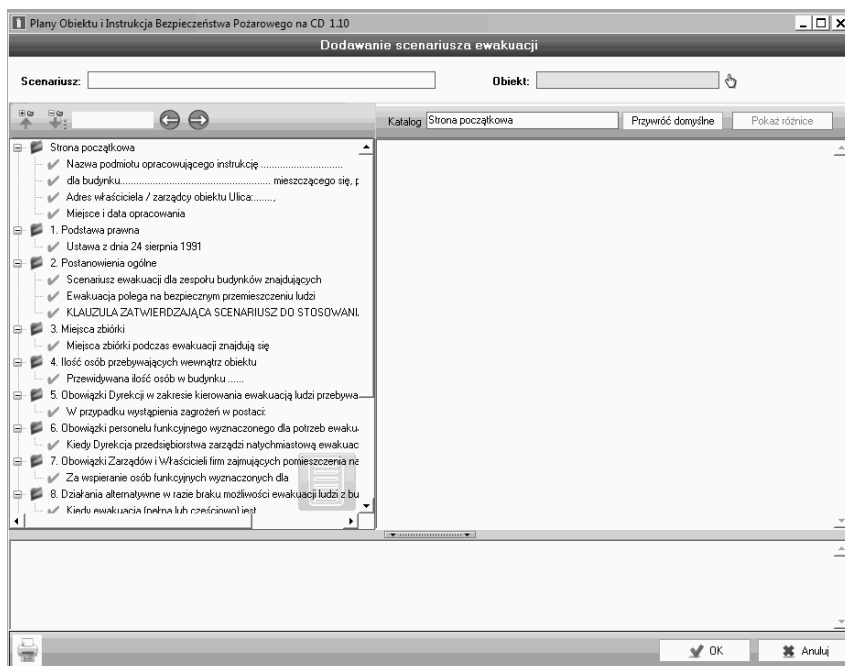 Plany Obiektu i Instrukcja Bezpieczeństwa Pożarowego na CD 1.10
Dodawanie scenariusza ewakuacji
Scenariusz:
Obiekt:
Katalog
Strona początkowa
Przywróć domyślne
Pokaż różnice
Strona początkowa
Nazwa podmiotu opracowującego instrukcję ..............................
dla budynku...................................................... mieszczącego się, p
Adres właściciela / zarządcy obiektu Ulica:.......,
Miejsce i data opracowania
1. Podstawa prawna
Ustawa z dnia 24 sierpnia 1991
2. Postanowienia ogólne
Scenariusz ewakuacji dla zespołu budynków znajdujących
Ewakuacja polega na bezpiecznym przemieszczeniu ludzi
KLAUZULA ZATWIERDZAJĄCA SCENARIUSZ DO STOSOWANI
3. Miejsca zbiórki
Miejsca zbiórki podczas ewakuacji znajdują się
4. Ilość osób przebywających wewnątrz obiektu
Przewidywana ilość osób w budynku ......
5. Obowiązki Dyrekcji w zakresie kierowania ewakuacją ludzi przebywa
W przypadku wystąpienia zagrożeń w postaci:
6. Obowiązki personelu funkcyjnego wyznaczonego dla potrzeb ewaku
Kiedy Dyrekcja przedsiębiorstwa zarządzi natychmiastową ewakuac
7. Obowiązki Zarządów i Właścicieli firm zajmujących pomieszczenia na
Za wspieranie osób funkcyjnych wyznaczonych dla
8. Działania alternatywne w razie braku możliwości ewakuacji ludzi z bu
Kiedy ewakuacja (pełna lub częściowo) jest
OK
Anuluj